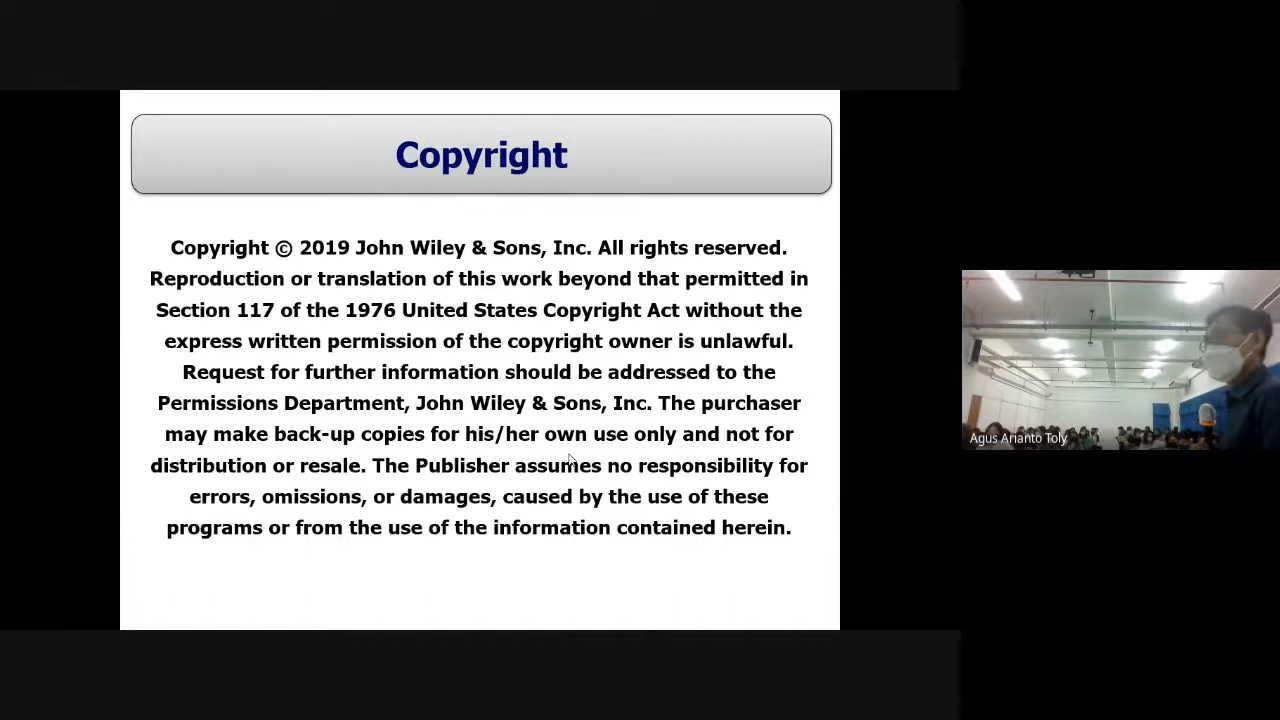 Copyright
Copyright © 2019 John Wiley & Sons, Inc. All rights reserved.
Reproduction or translation of this work beyond that permitted in
Section 117 of the 1976 United States Copyright Act without the
express written permission of the copyright owner is unlawful.
Request for further information should be addressed to the
Permissions Department, John Wiley & Sons, Inc. The purchaser
may make back-up copies for his/her own use only and not for
distribution or resale. The Publisher assumes no responsibility for
errors, omissions, or damages, caused by the use of these
programs or from the use of the information contained herein.
Agus Arianto Toly